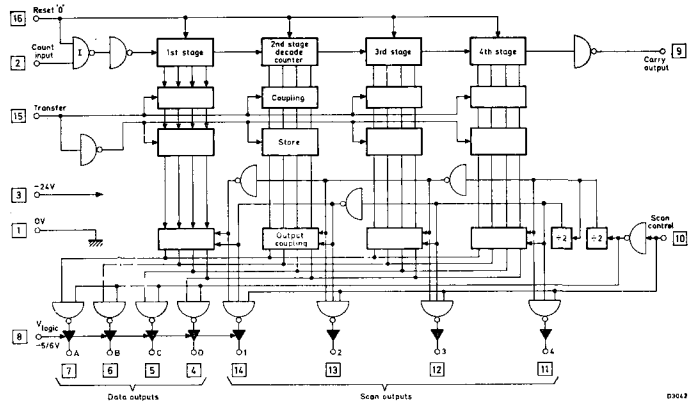 16 Reset '0'
I
2 Count input
1st stage
2nd stage decade counter
3rd stage
4th stage
9
Carry output
15 Transfer
Coupling
Store
3 -24V
1 0V
Output coupling
÷2
÷2
Scan control
10
8 Vlogic
-5/6V
A
B
C
D
1
2
3
4
7
6
5
4
14
13
12
11
Data outputs
Scan outputs
D3042